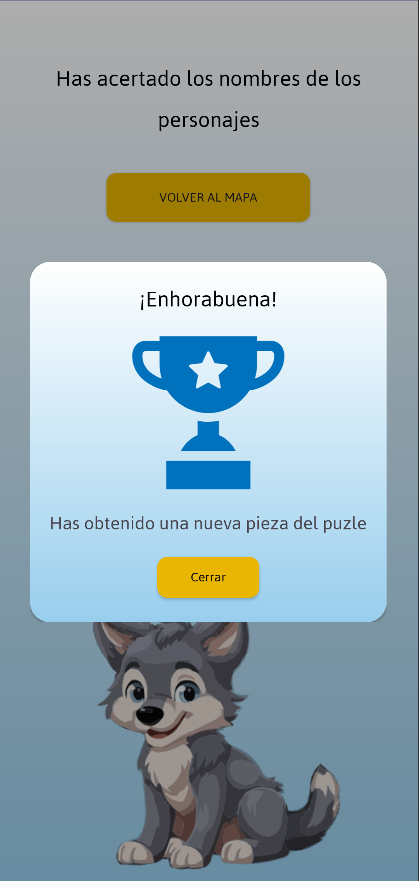 Has acertado los nombres de los
personajes
VOLVER AL MAPA
¡Enhorabuena!
Has obtenido una nueva pieza del puzle
Cerrar